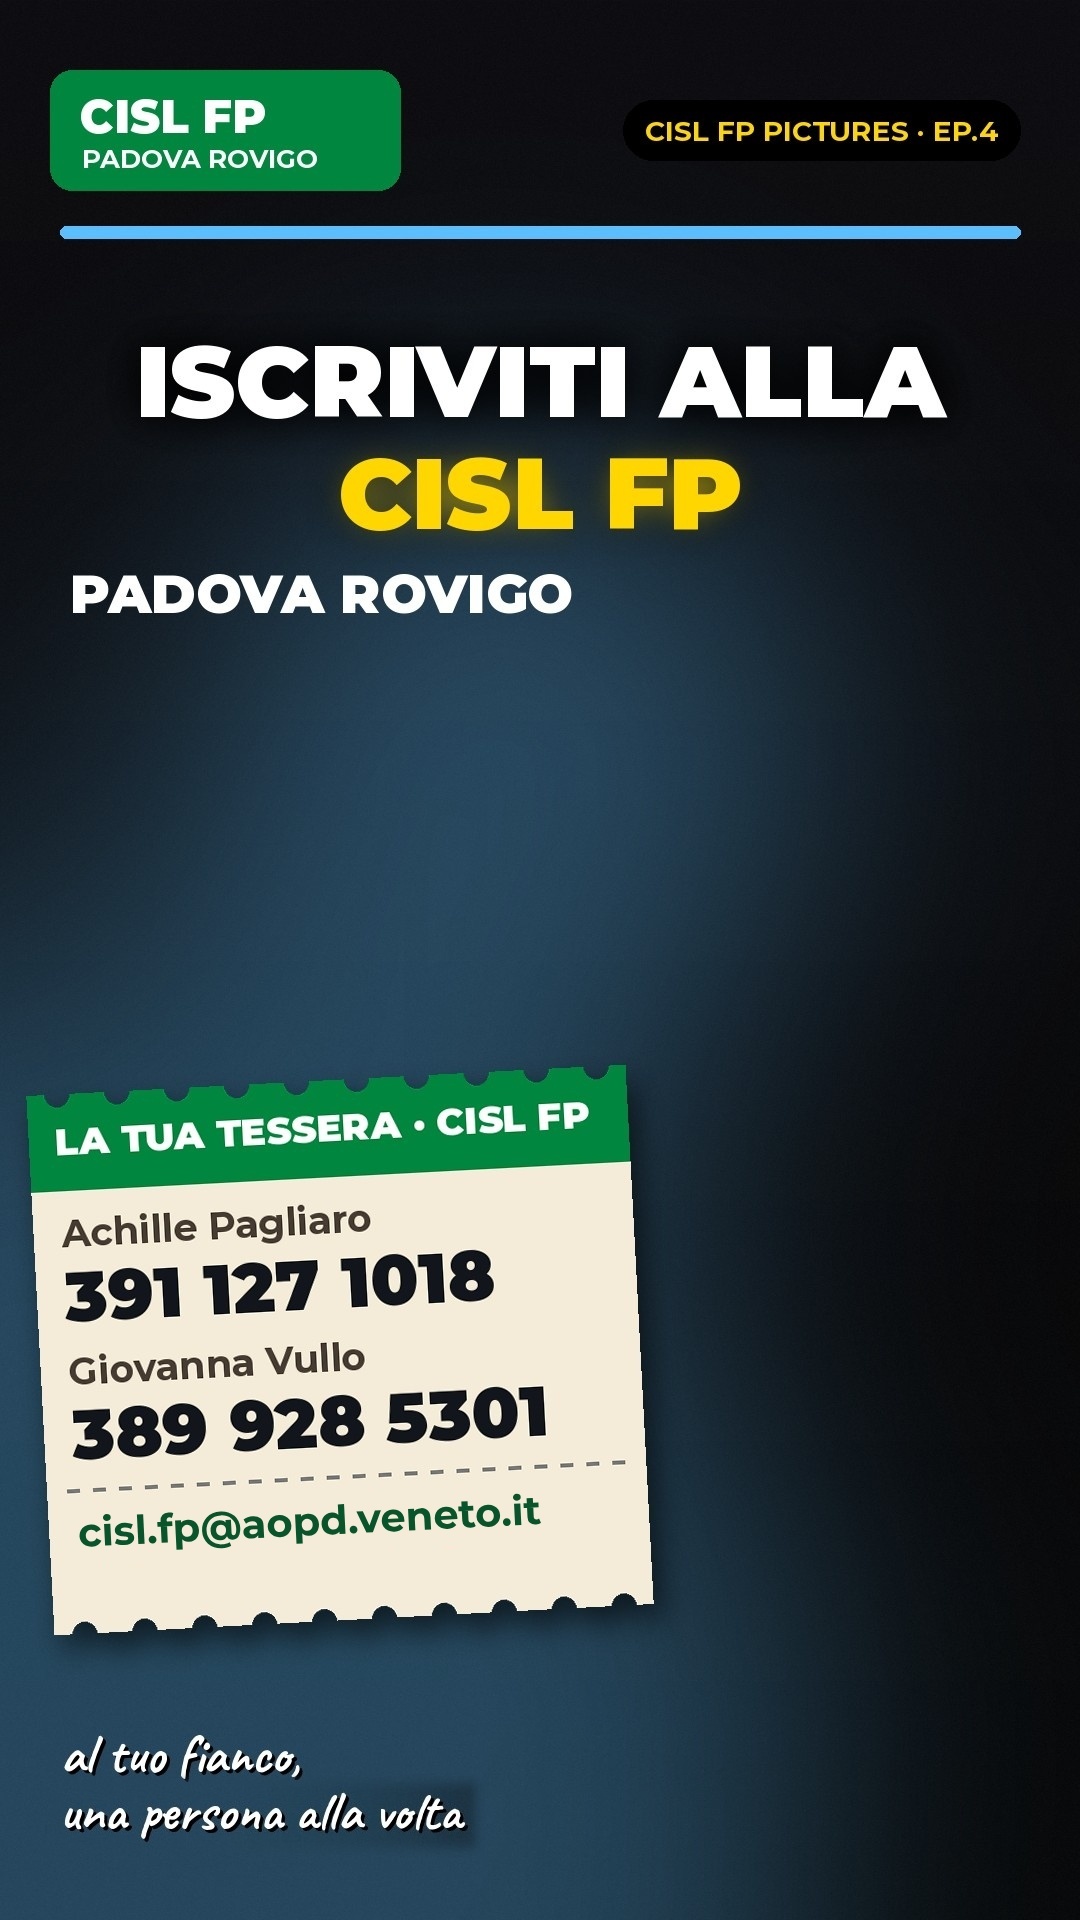 CISL FP
PADOVA ROVIGO
CISL FP PICTURES · EP.4
ISCRIVITI ALLA
CISL FP
PADOVA ROVIGO
LA TUA TESSERA · CISL FP
Achille Pagliaro
391 127 1018
Giovanna Vullo
389 928 5301
cisl.fp@aopd.veneto.it
al tuo fianco,
una persona alla volta